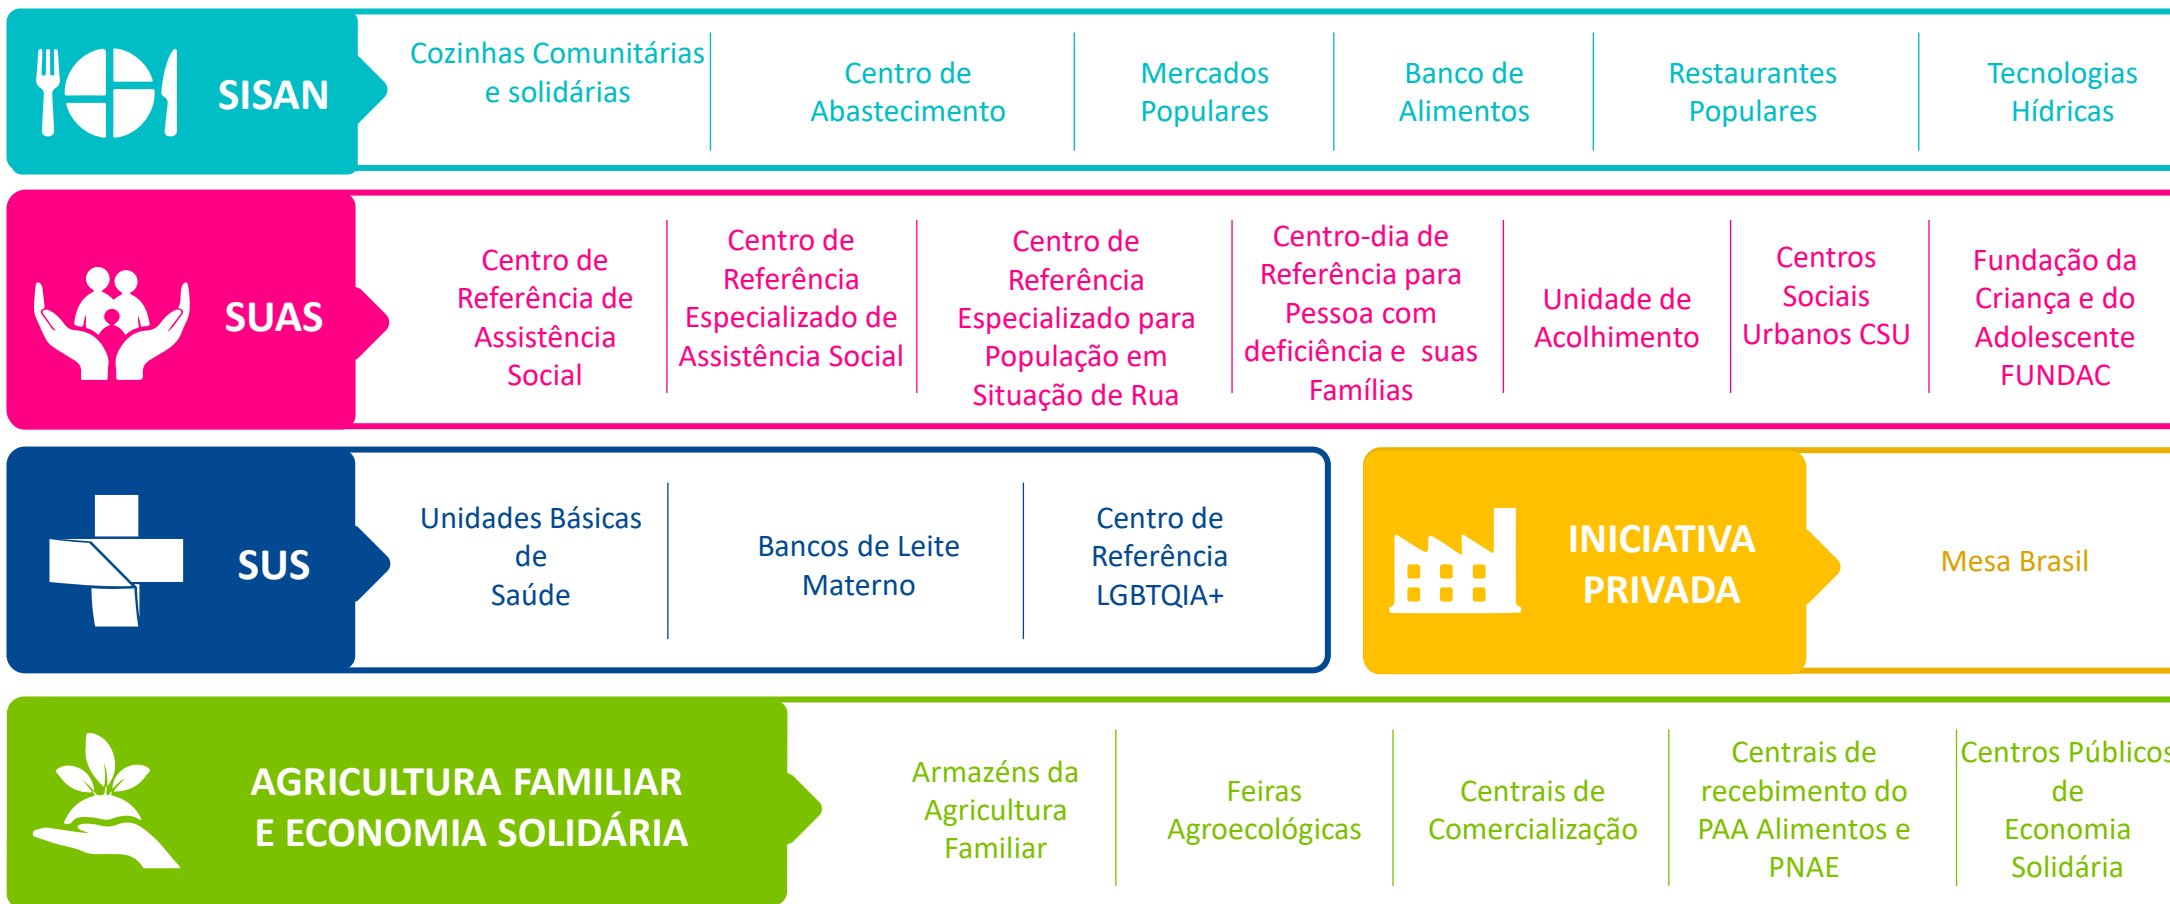 SISAN
Cozinhas Comunitárias
e solidárias
Centro de
Abastecimento
Mercados
Populares
Banco de
Alimentos
Restaurantes
Populares
Tecnologias
Hídricas
SUAS
Centro de
Referência de
Assistência
Social
Centro de
Referência
Especializado de
Assistência Social
Centro de
Referência
Especializado para
População em
Situação de Rua
Centro-dia de
Referência para
Pessoa com
deficiência e suas
Famílias
Unidade de
Acolhimento
Centros
Sociais
Urbanos CSU
Fundação da
Criança e do
Adolescente
FUNDAC
SUS
Unidades Básicas
de
Saúde
Bancos de Leite
Materno
Centro de
Referência
LGBTQIA+
INICIATIVA
PRIVADA
Mesa Brasil
AGRICULTURA FAMILIAR
E ECONOMIA SOLIDÁRIA
Armazéns da
Agricultura
Familiar
Feiras
Agroecológicas
Centrais de
Comercialização
Centrais de
recebimento do
PAA Alimentos e
PNAE
Centros Públicos
de
Economia
Solidária